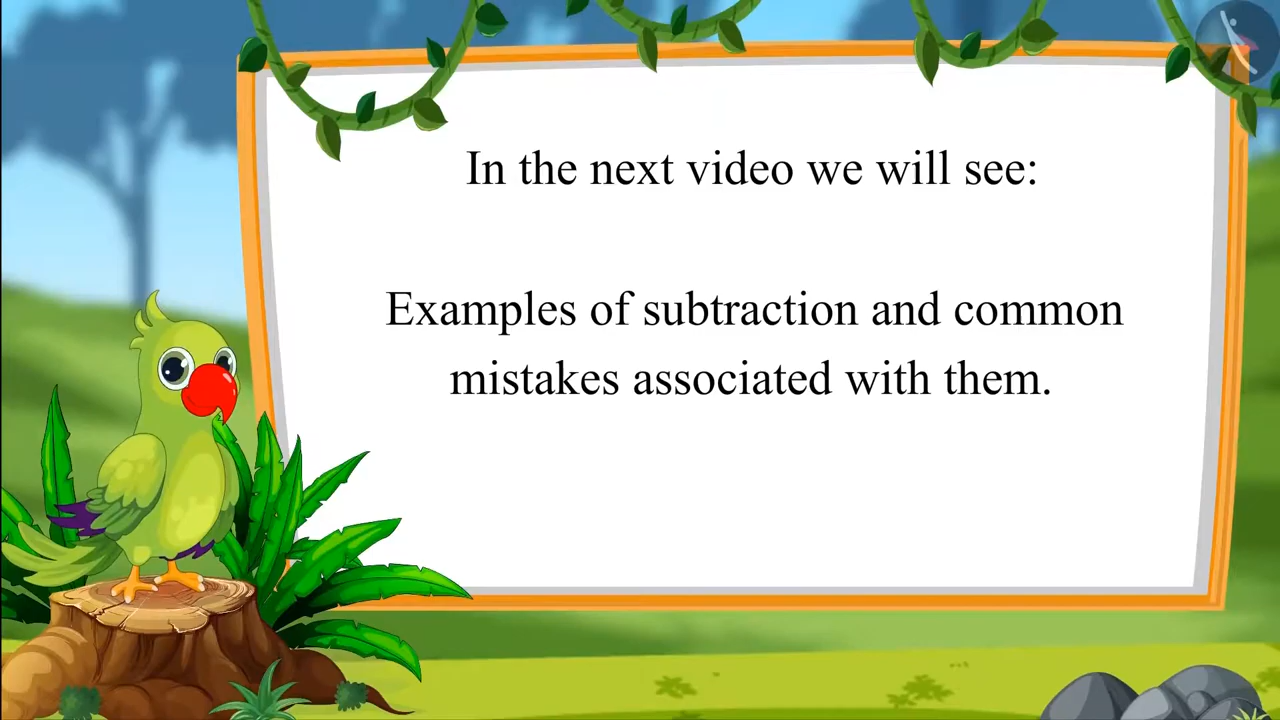 In the next video we will see:
Examples of subtraction and common
mistakes associated with them.